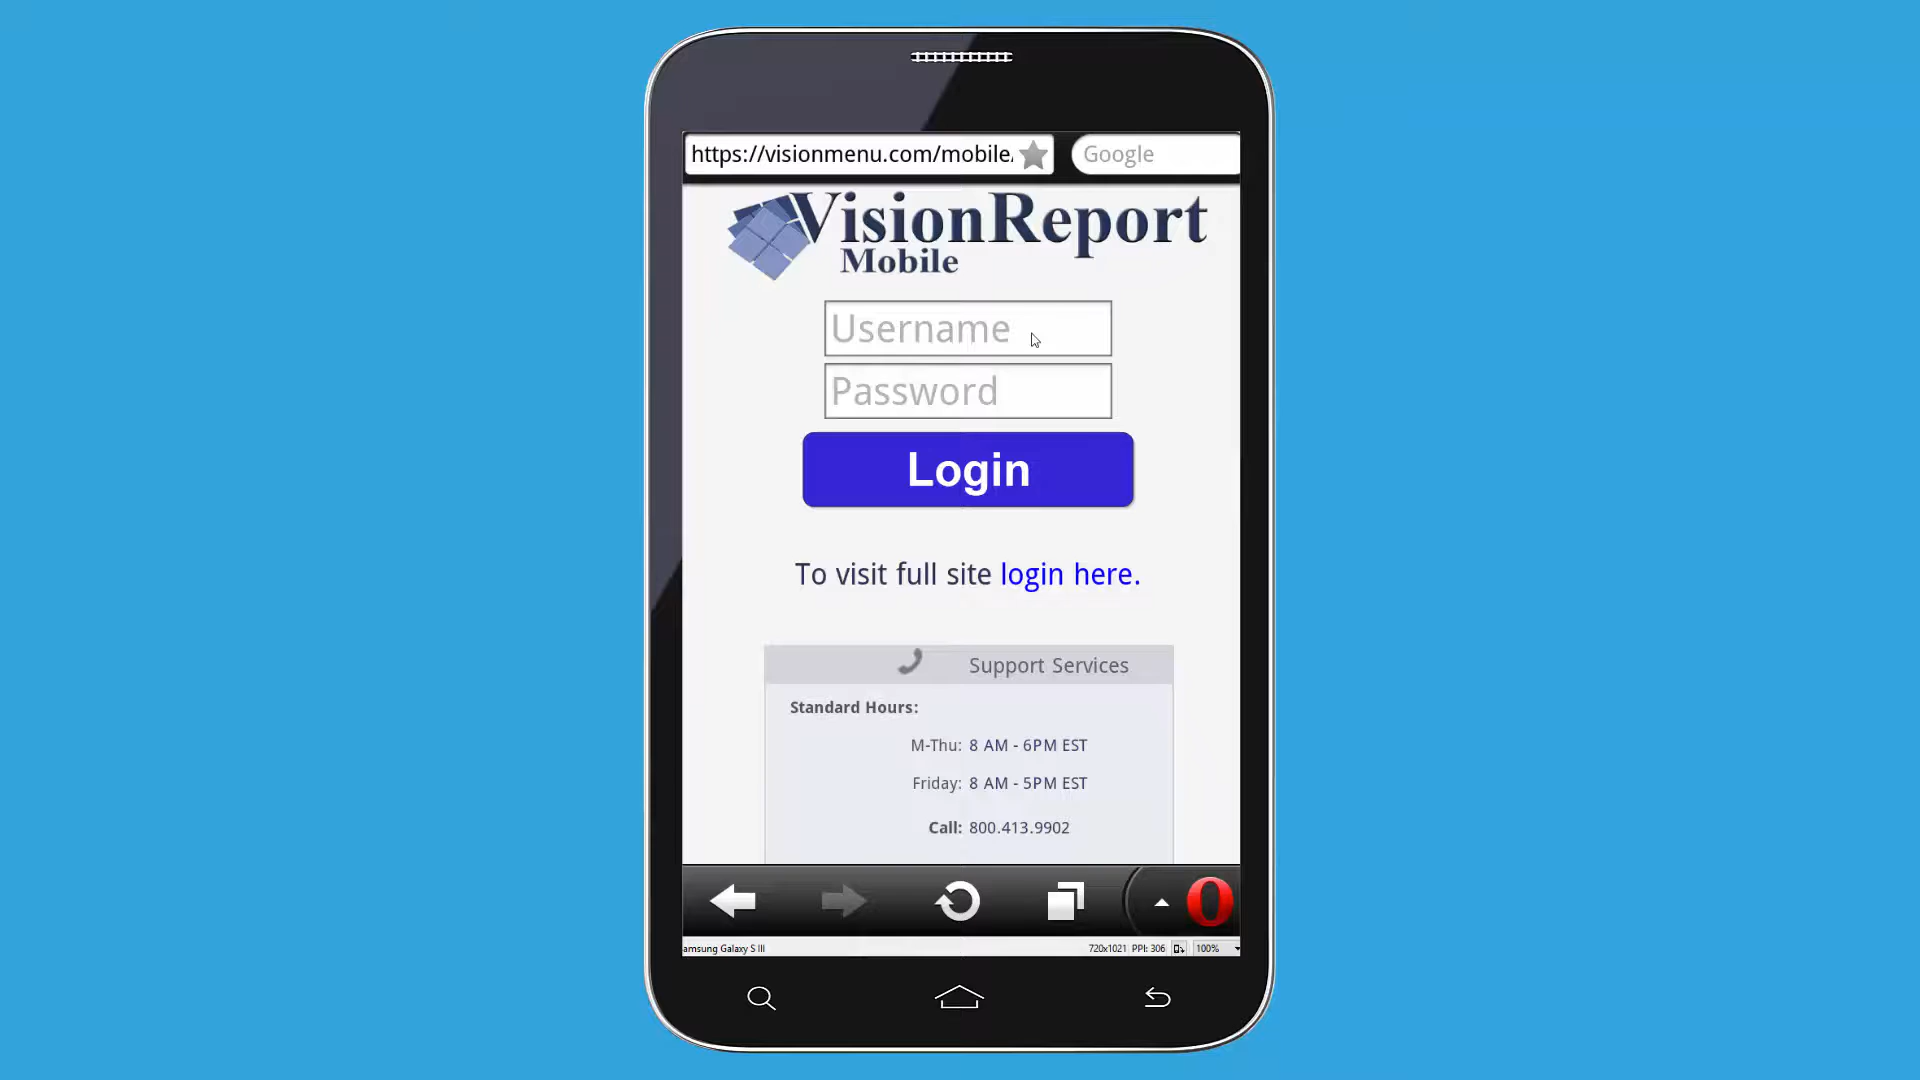 https://visionmenu.com/mobile
Google
VisionReport
Mobile
Username
Password
Login
To visit full site login here.
Support Services
Standard Hours:
M-Thu: 8 AM - 6PM EST
Friday: 8 AM - 5PM EST
Call: 800.413.9902
amsung Galaxy S III
720x1021 PPI: 306
100%